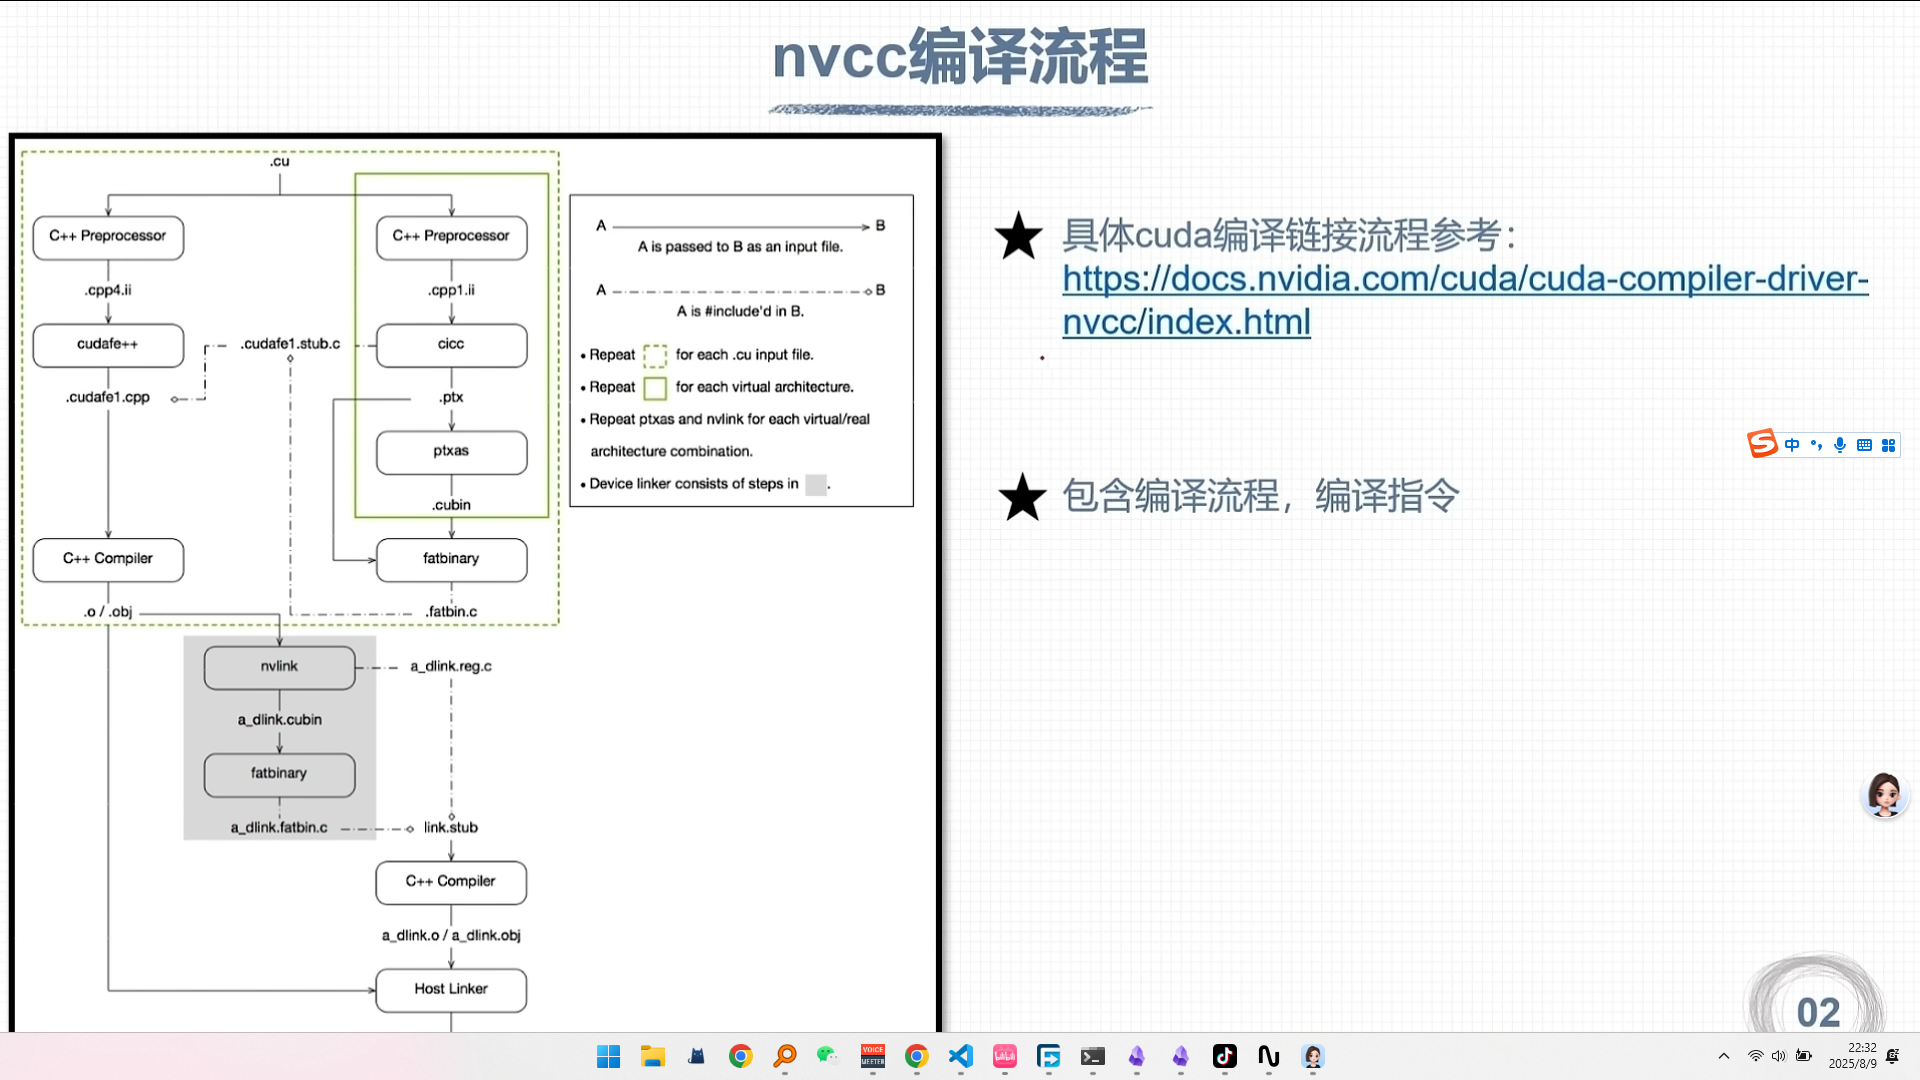 nvcc编译流程
.cu
C++ Preprocessor
C++ Preprocessor
.cpp4.ii
.cpp1.ii
cudafe++
.cudafe1.stub.c
cicc
.cudafe1.cpp
.ptx
ptxas
.cubin
C++ Compiler
fatbinary
.o / .obj
.fatbin.c
nvlink
a_dlink.reg.c
a_dlink.cubin
fatbinary
a_dlink.fatbin.c
link.stub
C++ Compiler
a_dlink.o / a_dlink.obj
Host Linker
A B
A is passed to B as an input file.
A B
A is #include'd in B.
• Repeat for each .cu input file.
• Repeat for each virtual architecture.
• Repeat ptxas and nvlink for each virtual/real
architecture combination.
• Device linker consists of steps in .
具体cuda编译链接流程参考：
https://docs.nvidia.com/cuda/cuda-compiler-driver-
nvcc/index.html
中
包含编译流程，编译指令
02
VOICE
MEETER
22:32
2025/8/9